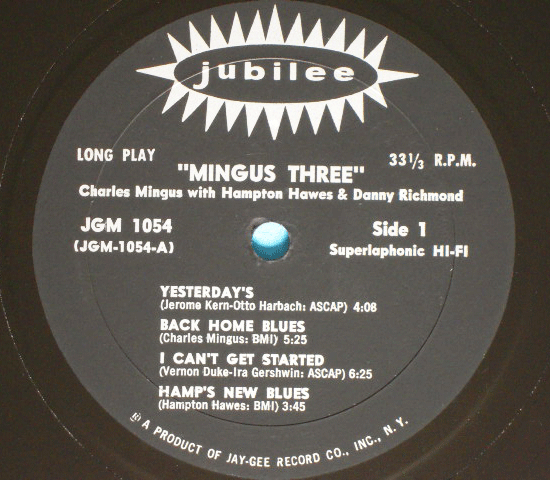 jubilee
LONG PLAY
33 1/3 R.P.M.
"MINGUS THREE"
Charles Mingus with Hampton Hawes & Danny Richmond
JGM 1054
Side 1
(JGM-1054-A)
Superlaphonic HI-FI
YESTERDAY'S
(Jerome Kern-Otto Harbach: ASCAP) 4:08
BACK HOME BLUES
(Charles Mingus: BMI) 5:25
I CAN'T GET STARTED
(Vernon Duke-Ira Gershwin: ASCAP) 6:25
HAMP'S NEW BLUES
(Hampton Hawes: BMI) 3:45
A PRODUCT OF JAY-GEE RECORD CO., INC., N. Y.